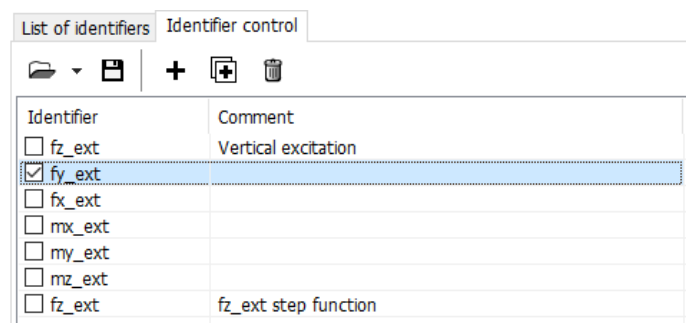 List of identifiers Identifier control
Identifier Comment
fz_ext Vertical excitation
fy_ext
fx_ext
mx_ext
my_ext
mz_ext
fz_ext fz_ext step function